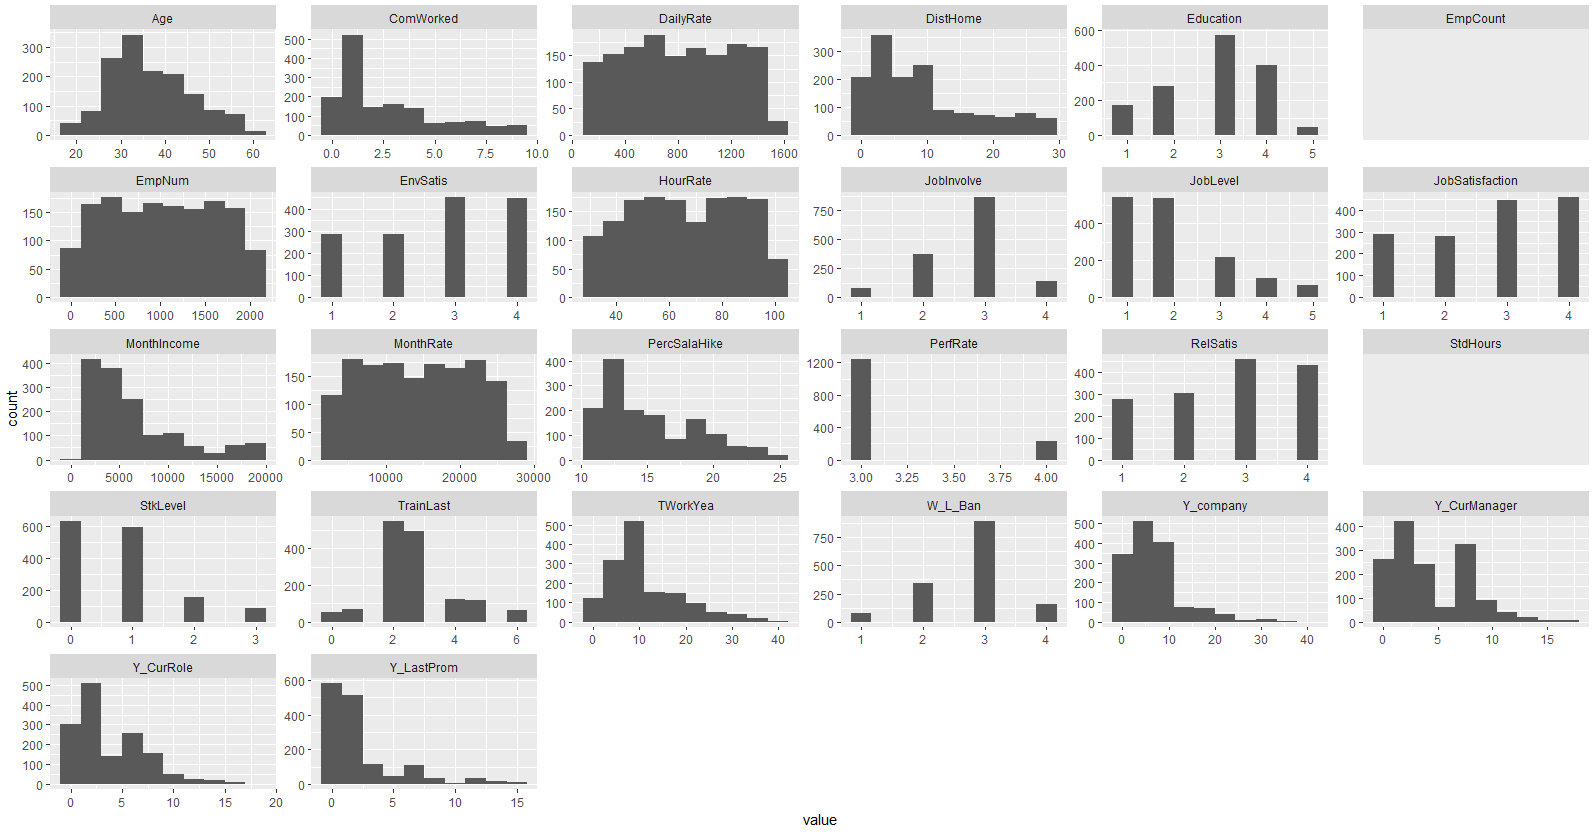 Age ComWorked DailyRate DistHome Education EmpCount
300 200 100 0 500 400 300 200 100 0 150 100 50 0 300 200 100 0 600 400 200 0
20 30 40 50 60 0.0 2.5 5.0 7.5 10.0 0 400 800 1200 1600 0 10 20 30 1 2 3 4 5
EmpNum EnvSatis HourRate JobInvolve JobLevel JobSatisfaction
150 100 50 0 400 300 200 100 0 150 100 50 0 750 500 250 0 400 200 0 400 300 200 100 0
0 500 1000 1500 2000 1 2 3 4 40 60 80 100 1 2 3 4 1 2 3 4 5 1 2 3 4
MonthIncome MonthRate PercSalaHike PerfRate RelSatis StdHours
400 300 200 100 0 150 100 50 0 400 300 200 100 0 1200 800 400 0 400 300 200 100 0
0 5000 10000 15000 20000 10000 20000 30000 10 15 20 25 3.00 3.25 3.50 3.75 4.00 1 2 3 4
count
StkLevel TrainLast TWorkYea W_L_Ban Y_company Y_CurManager
600 400 200 0 400 200 0 500 400 300 200 100 0 750 500 250 0 500 400 300 200 100 0 400 300 200 100 0
0 1 2 3 0 2 4 6 0 10 20 30 40 1 2 3 4 0 10 20 30 40 0 5 10 15
Y_CurRole Y_LastProm
500 400 300 200 100 0 600 400 200 0
0 5 10 15 20 0 5 10 15
value